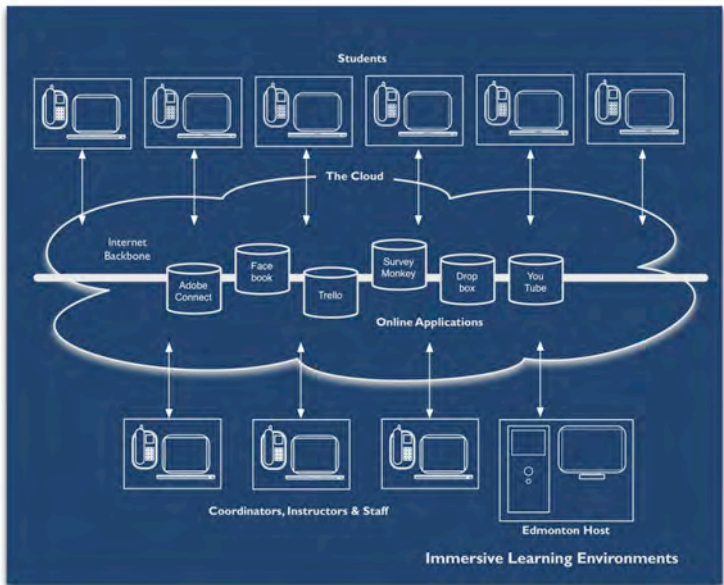 Students
The Cloud
Internet
Backbone
Adobe
Connect
Face
book
Trello
Survey
Monkey
Drop
box
You
Tube
Online Applications
Coordinators, Instructors & Staff
Edmonton Host
Immersive Learning Environments